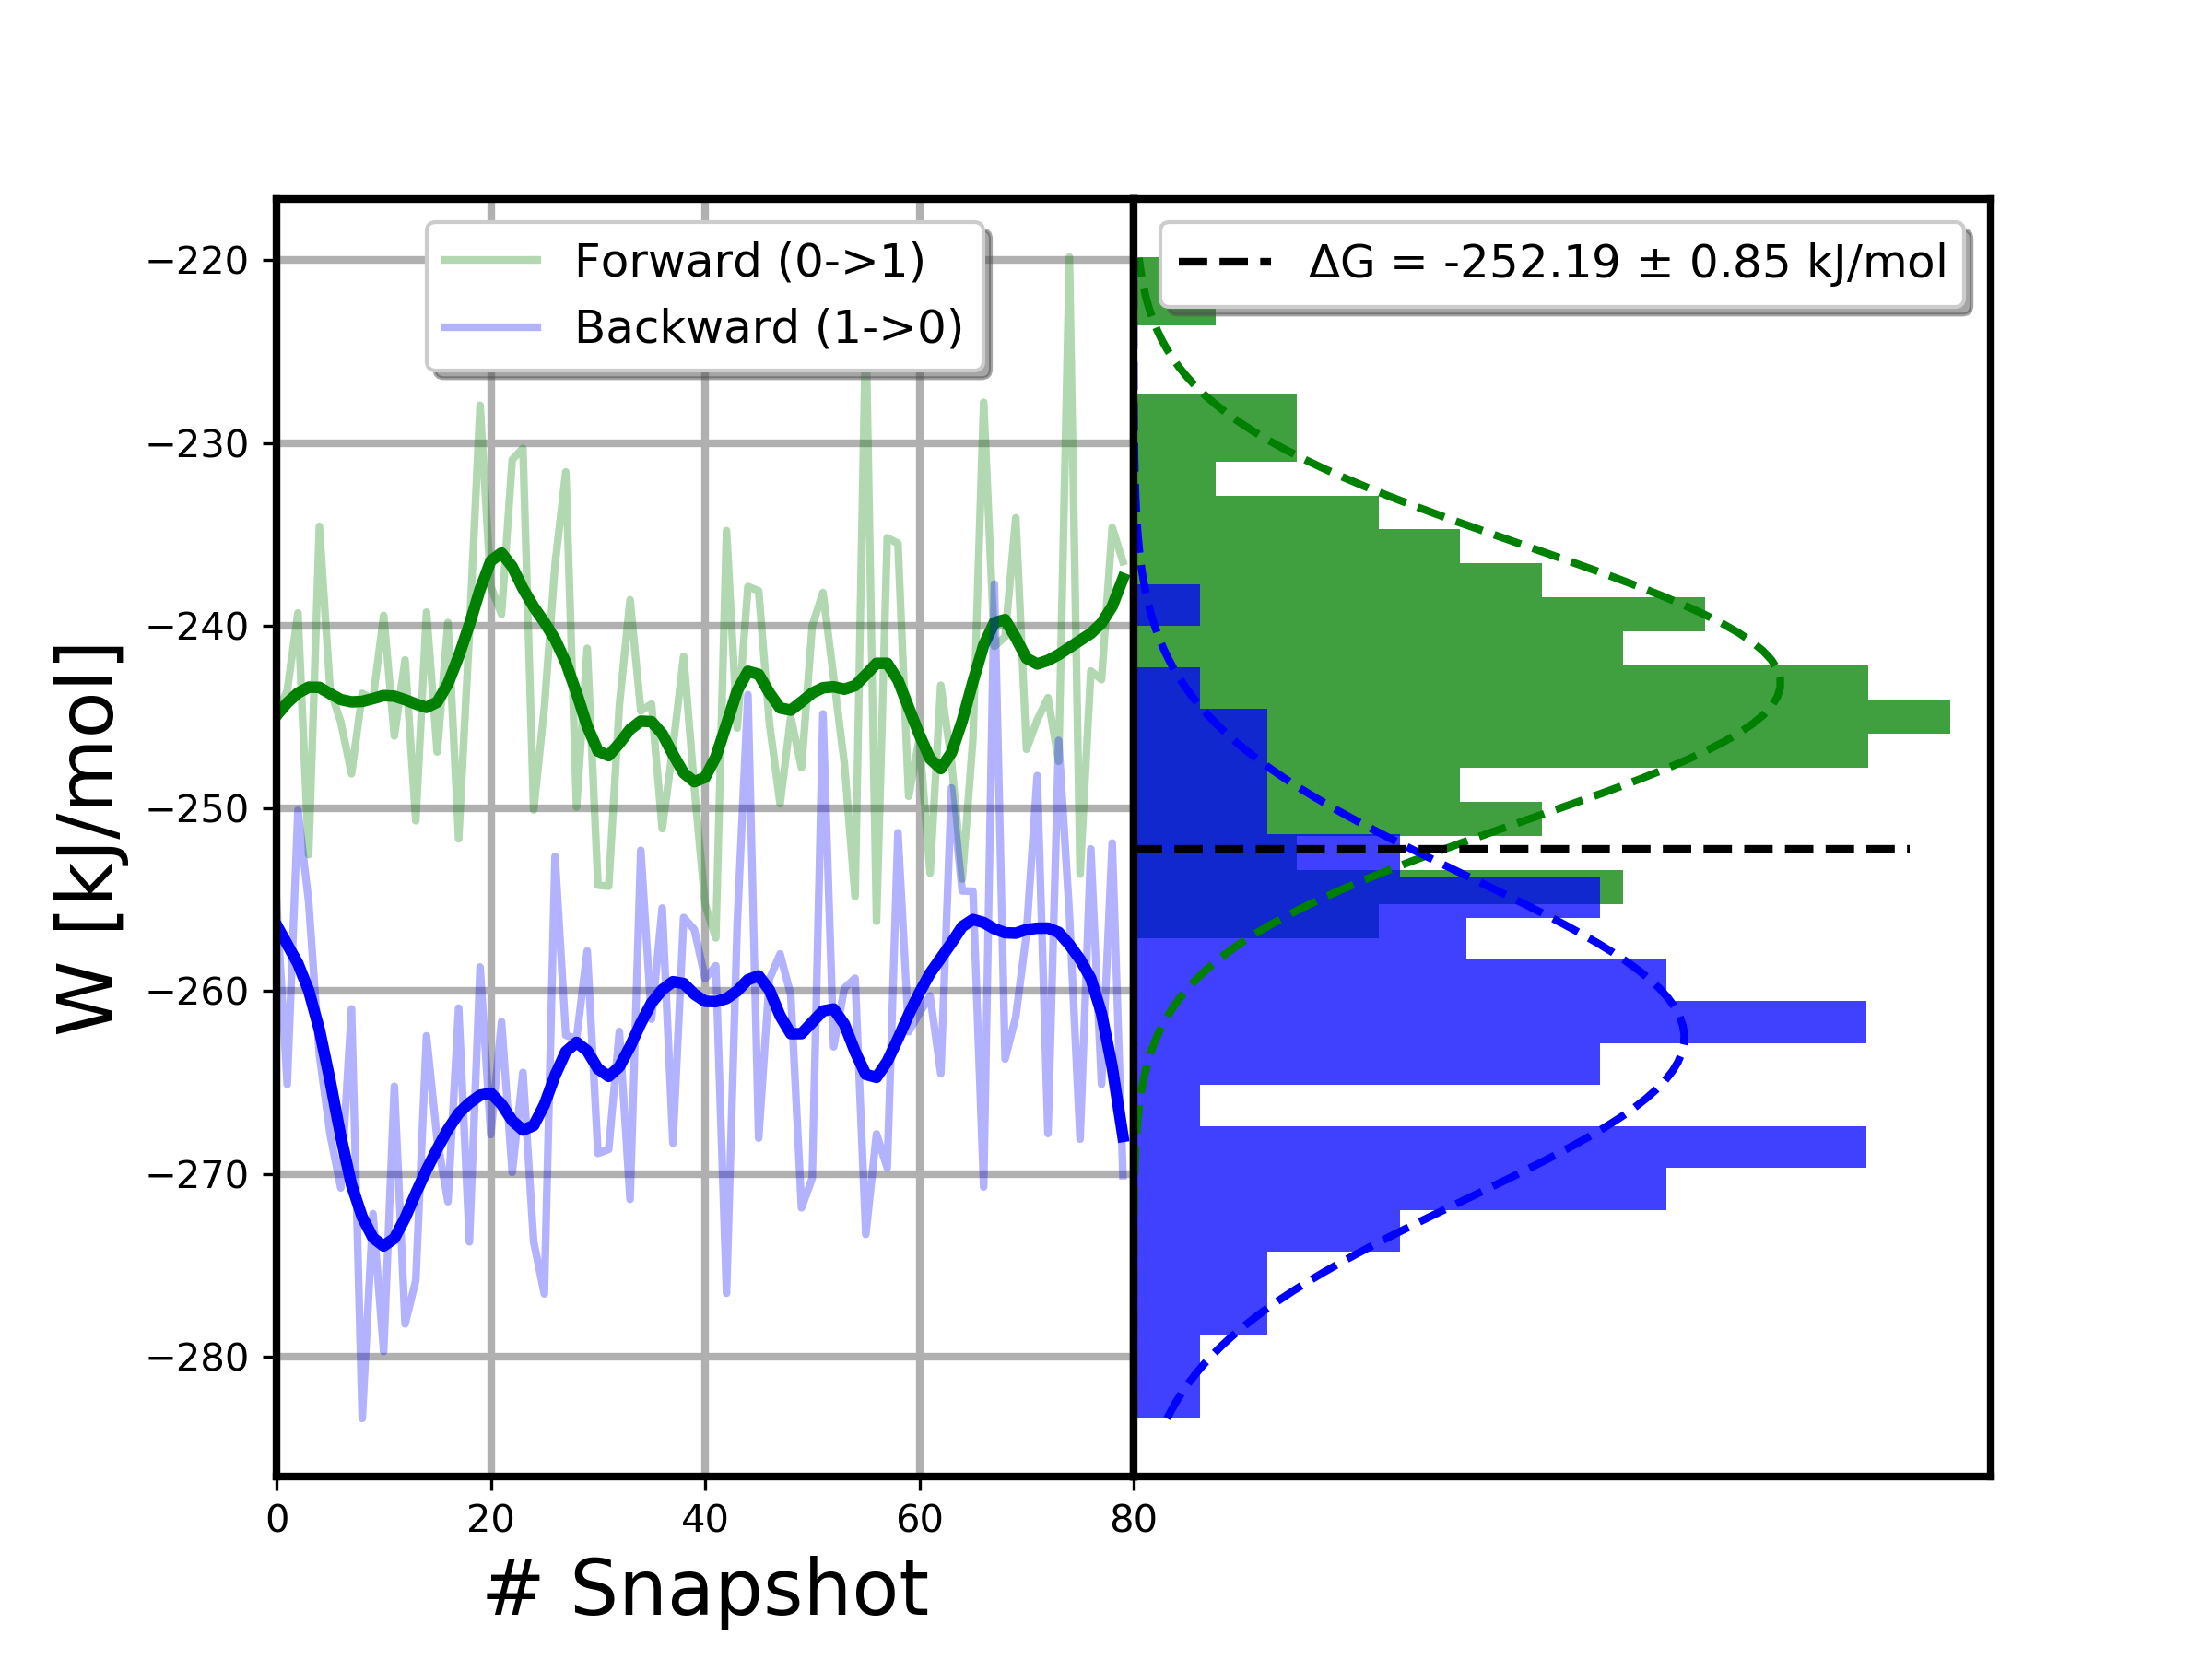 Forward (0->1)
Backward (1->0)
ΔG = -252.19 ± 0.85 kJ/mol
W [kJ/mol]
−220
−230
−240
−250
−260
−270
−280
0 20 40 60 80
# Snapshot